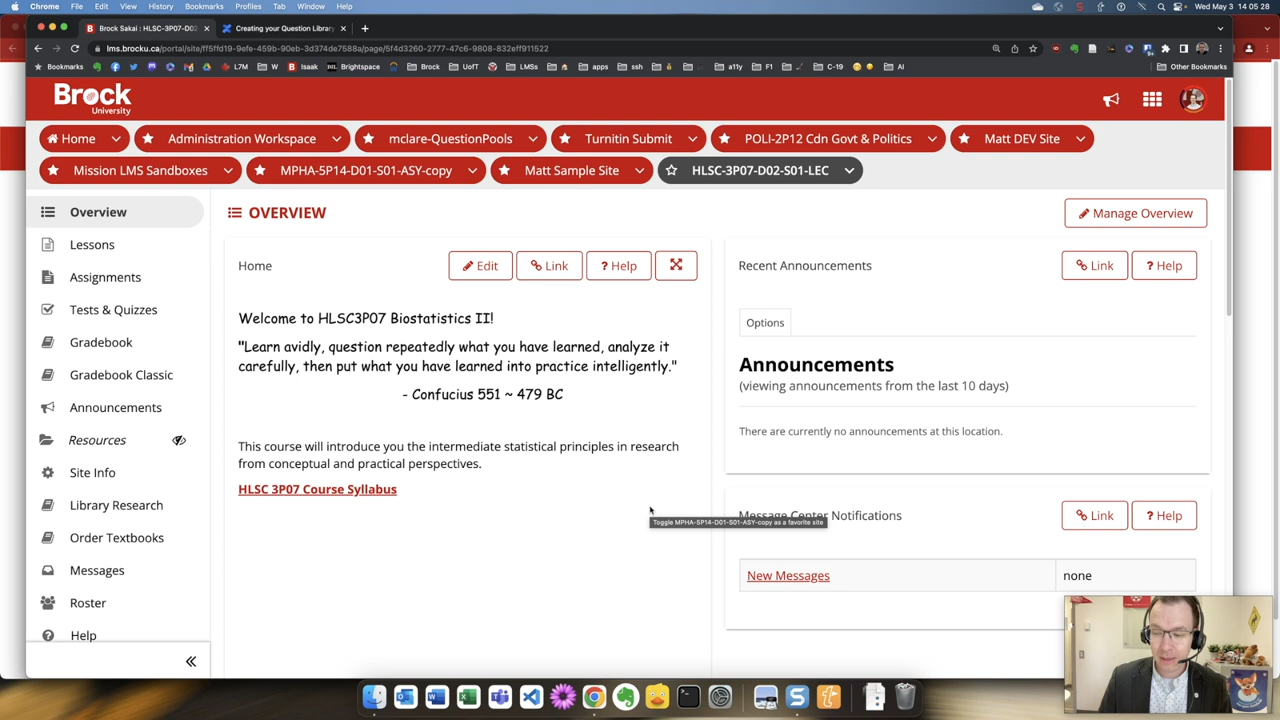 Chrome File Edit View History Bookmarks Profiles Tab Window Help Wed May 3 14 05 28
Brock Sakai : HLSC-3P07-D02 Creating your Question Library
lms.brocku.ca/portal/site/ff5ffd19-9efe-459b-90eb-3d374de7588a/page/5f4d3260-2777-47c6-9808-832eff911522
Bookmarks L7M W Isaak Brightspace Brock UofT LMSs apps ssh a11y F1 C-19 AI Other Bookmarks
Brock
University
Home Administration Workspace mclare-QuestionPools Turnitin Submit POLI-2P12 Cdn Govt & Politics Matt DEV Site
Mission LMS Sandboxes MPHA-5P14-D01-S01-ASY-copy Matt Sample Site HLSC-3P07-D02-S01-LEC
Overview
Lessons
Assignments
Tests & Quizzes
Gradebook
Gradebook Classic
Announcements
Resources
Site Info
Library Research
Order Textbooks
Messages
Roster
Help
OVERVIEW
Manage Overview
Home Edit Link ? Help
Welcome to HLSC3P07 Biostatistics II!
"Learn avidly, question repeatedly what you have learned, analyze it
carefully, then put what you have learned into practice intelligently."
- Confucius 551 ~ 479 BC
This course will introduce you the intermediate statistical principles in research
from conceptual and practical perspectives.
HLSC 3P07 Course Syllabus
Toggle MPHA-5P14-D01-S01-ASY-copy as a favorite site
Recent Announcements Link ? Help
Options
Announcements
(viewing announcements from the last 10 days)
There are currently no announcements at this location.
Message Center Notifications Link ? Help
New Messages none